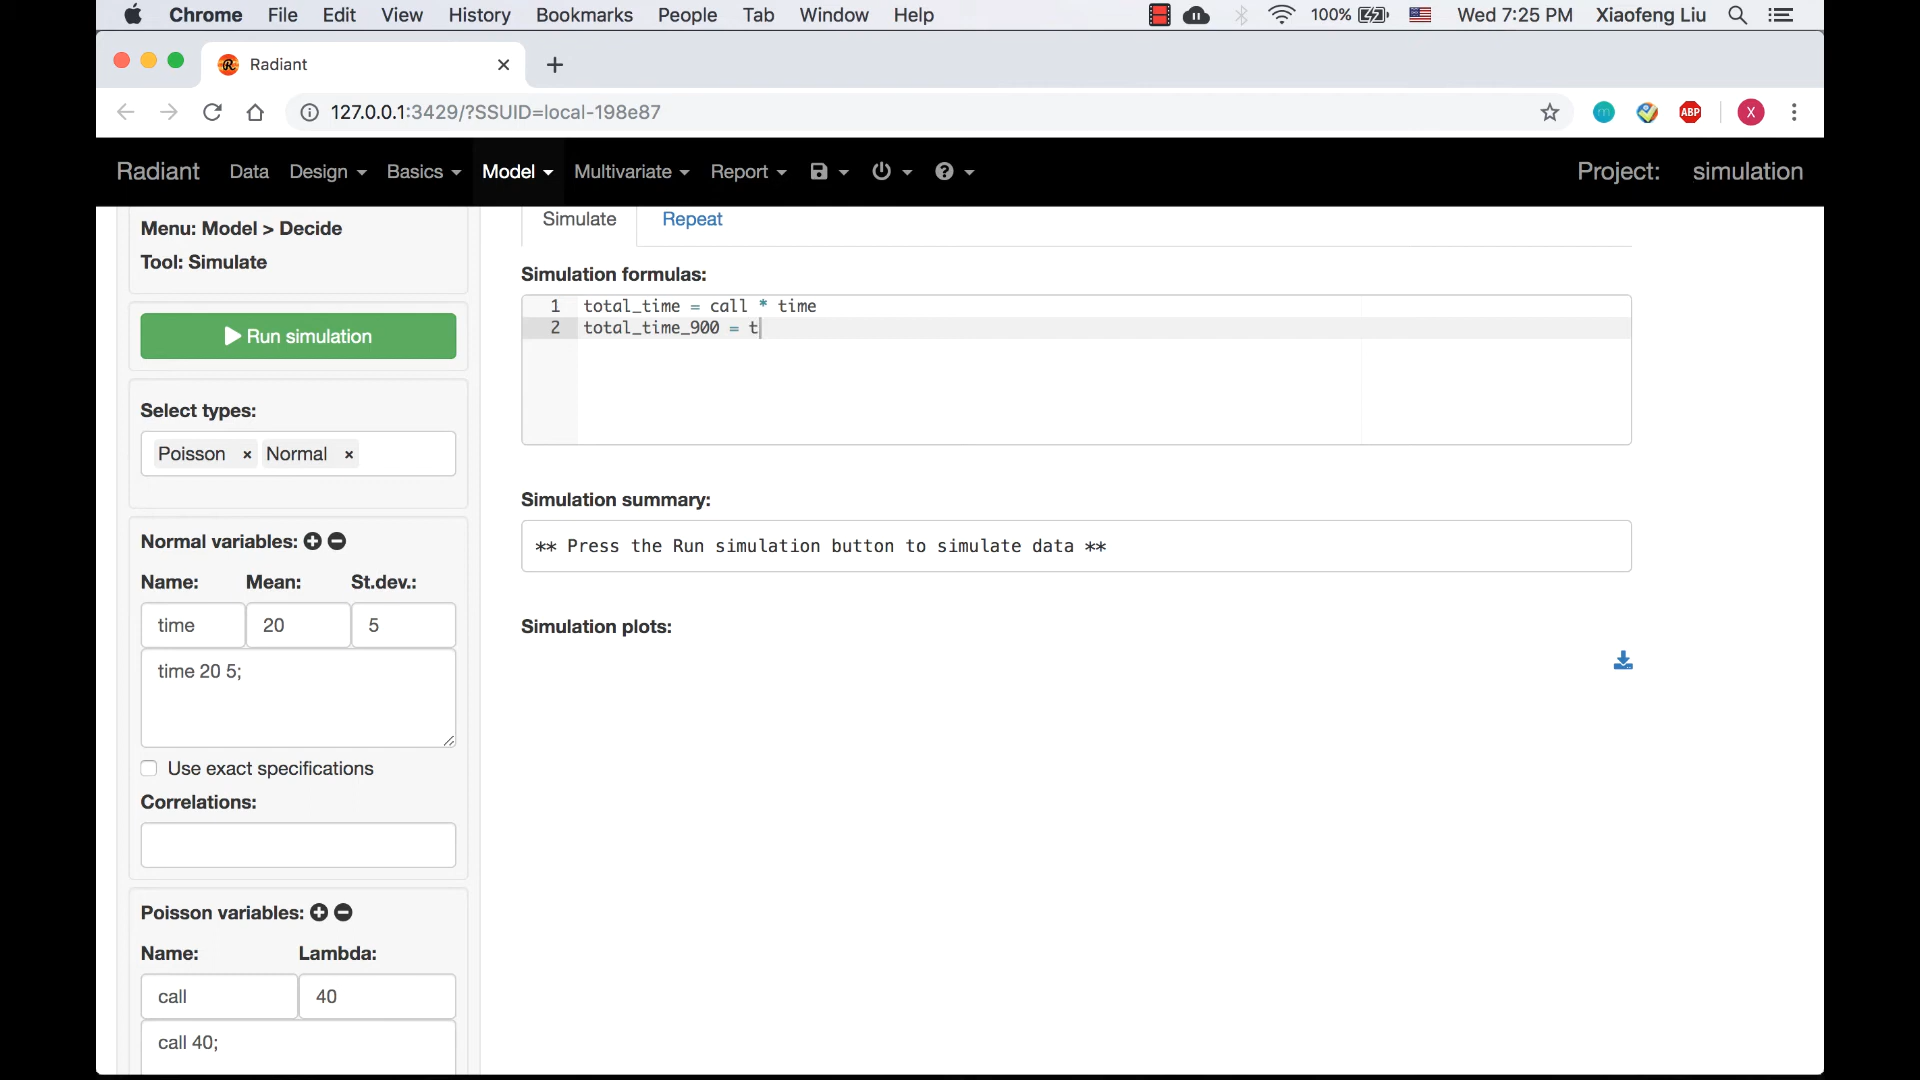 Chrome File Edit View History Bookmarks People Tab Window Help 100% Wed 7:25 PM Xiaofeng Liu
Radiant
127.0.0.1:3429/?SSUID=local-198e87
m ABP X
Radiant Data Design Basics Model Multivariate Report Project: simulation
Menu: Model > Decide
Tool: Simulate
Run simulation
Select types:
Poisson × Normal ×
Normal variables:
Name: Mean: St.dev.:
time 20 5
time 20 5;
Use exact specifications
Correlations:
Poisson variables:
Name: Lambda:
call 40
call 40;
Simulate Repeat
Simulation formulas:
1 total_time = call * time
2 total_time_900 = t
Simulation summary:
** Press the Run simulation button to simulate data **
Simulation plots: